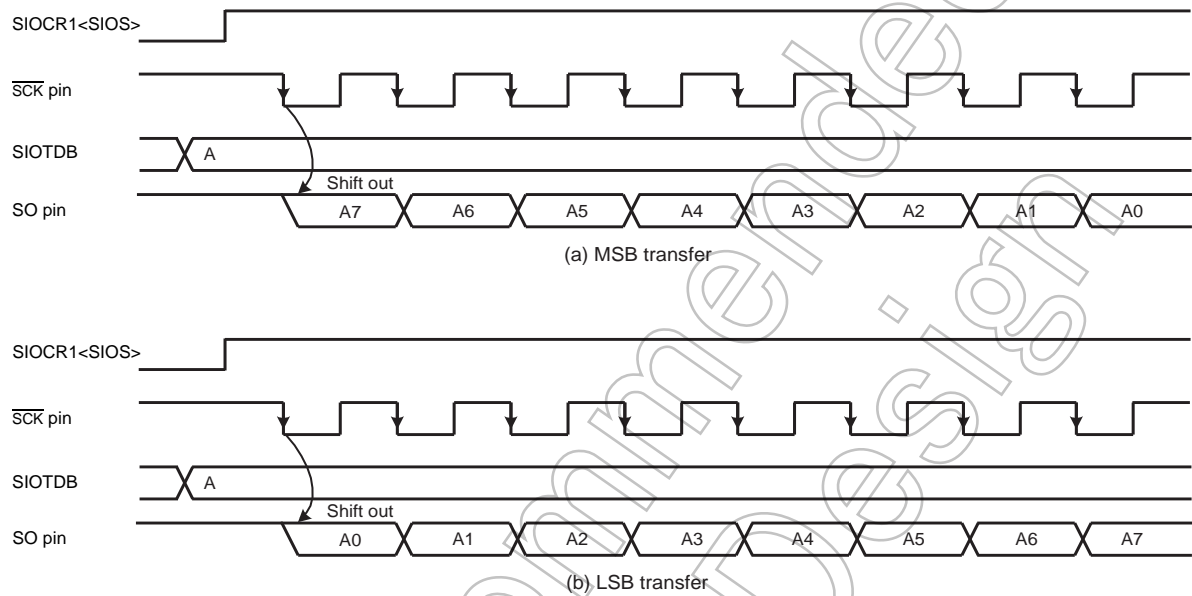 SIOCR1<SIOS>
SCK pin
SIOTDB A
Shift out
SO pin A7 A6 A5 A4 A3 A2 A1 A0
(a) MSB transfer
SIOCR1<SIOS>
SCK pin
SIOTDB A
Shift out
SO pin A0 A1 A2 A3 A4 A5 A6 A7
(b) LSB transfer
ommended
Design